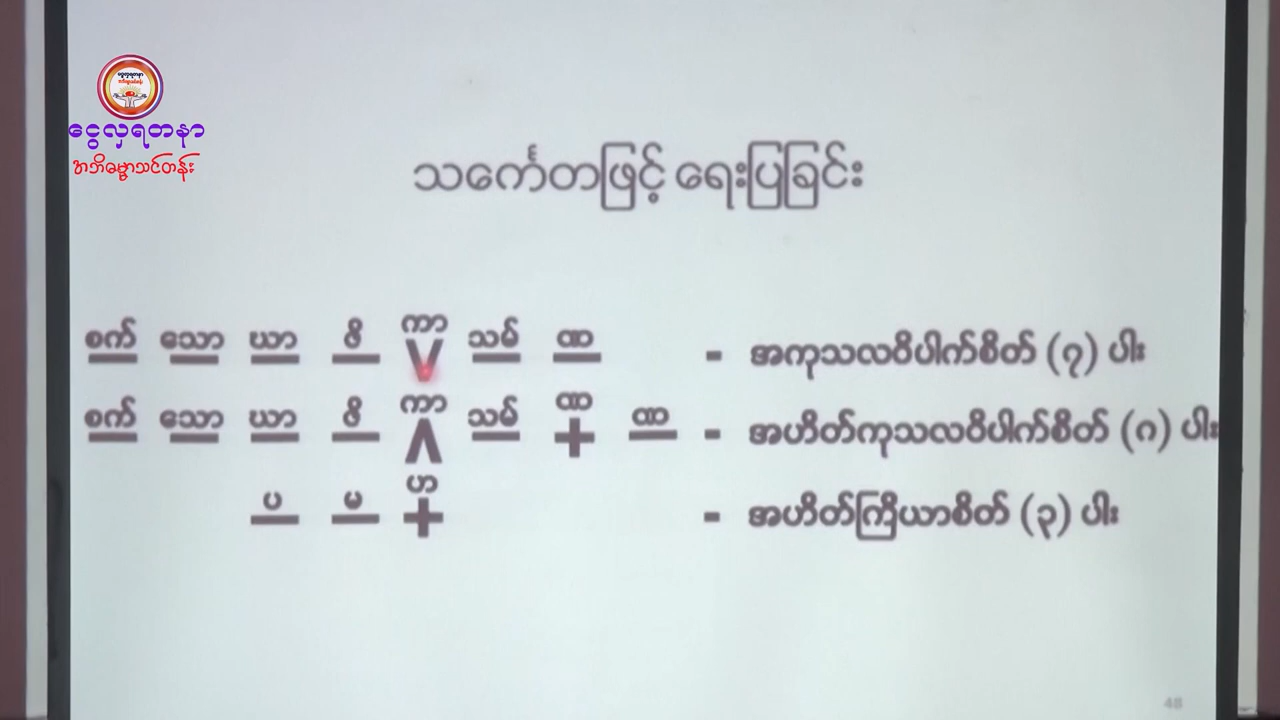 ငွေလှရတနာ
အဘိဓမ္မာသင်တန်း
သင်္ကေတဖြင့် ရေးပြခြင်း
စက် သော ဃာ ဇိ ကာ သမ် ဏ - အကုသလဝိပါက်စိတ် (၇) ပါး
စက် သော ဃာ ဇိ ကာ သမ် ဏ ဏ - အဟိတ်ကုသလဝိပါက်စိတ် (၈) ပါး
ပ မ ဟ - အဟိတ်ကြိယာစိတ် (၃) ပါး
48